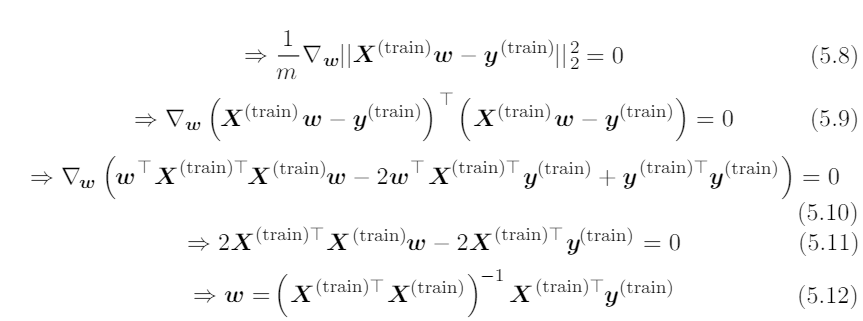 ⇒ 1/m ∇_w ||X^(train) w − y^(train)||_2^2 = 0 (5.8)
⇒ ∇_w (X^(train) w − y^(train))^⊤ (X^(train) w − y^(train)) = 0 (5.9)
⇒ ∇_w (w^⊤ X^(train)⊤ X^(train) w − 2w^⊤ X^(train)⊤ y^(train) + y^(train)⊤ y^(train)) = 0
(5.10)
⇒ 2X^(train)⊤ X^(train) w − 2X^(train)⊤ y^(train) = 0 (5.11)
⇒ w = (X^(train)⊤ X^(train))^−1 X^(train)⊤ y^(train) (5.12)